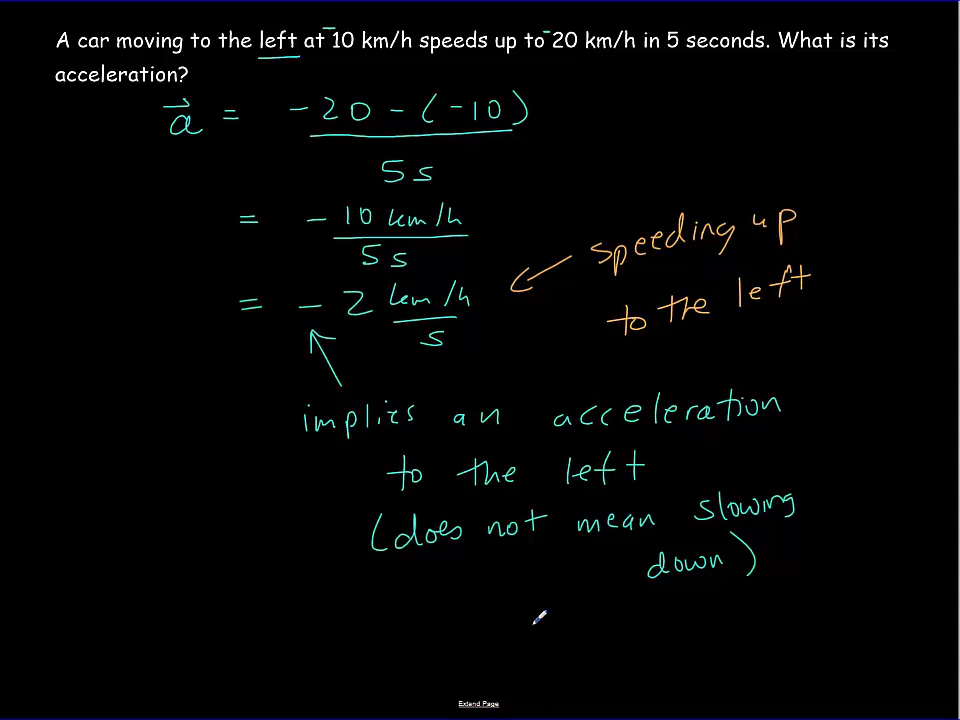 A car moving to the left at -10 km/h speeds up to -20 km/h in 5 seconds. What is its
acceleration?
a⃗ = -20 - (-10)
5 s
= -10 km/h
5 s
= -2 km/h
s
speeding up
to the left
implies an acceleration
to the left
(does not mean slowing
down)
Extend Page